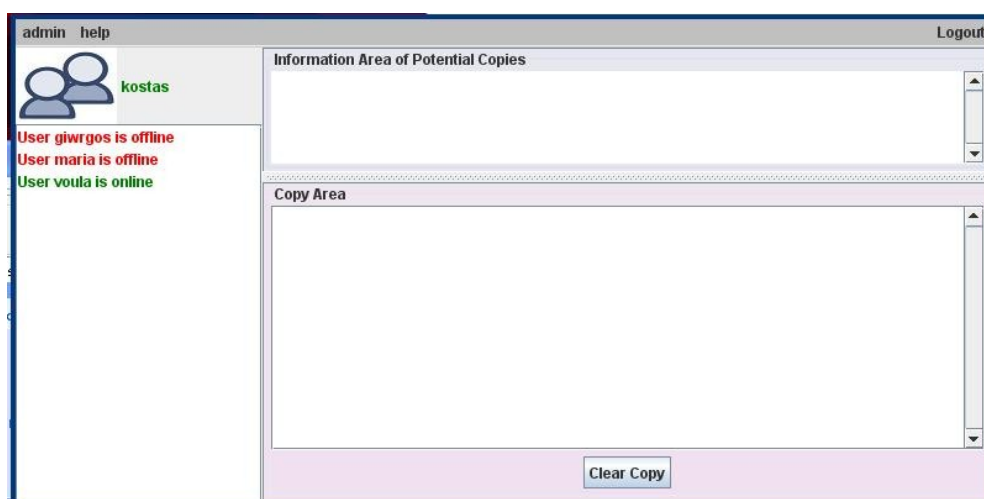 admin help Logout
kostas
User giwrgos is offline
User maria is offline
User voula is online
Information Area of Potential Copies
Copy Area
Clear Copy